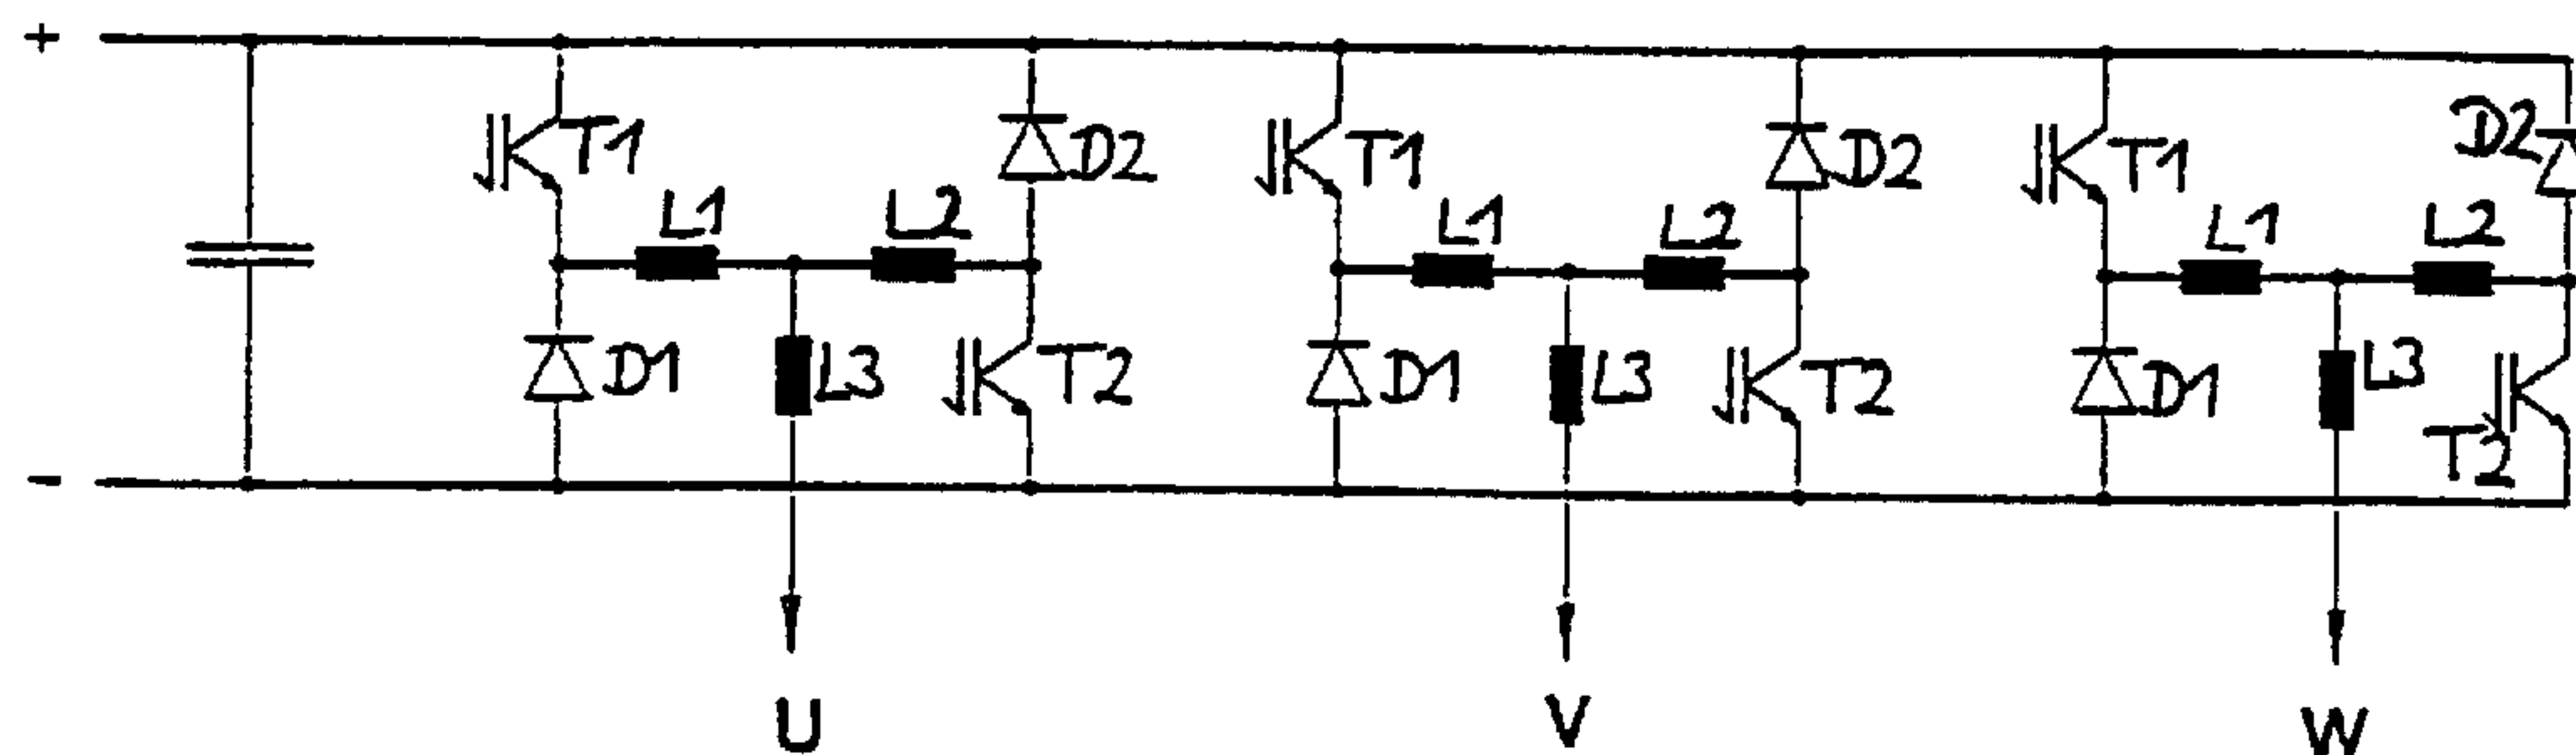 +
T1 D2 T1 D2 T1 D2
L1 L2 L1 L2 L1 L2
D1 L3 T2 D1 L3 T2 D1 L3 T2
-
U V W